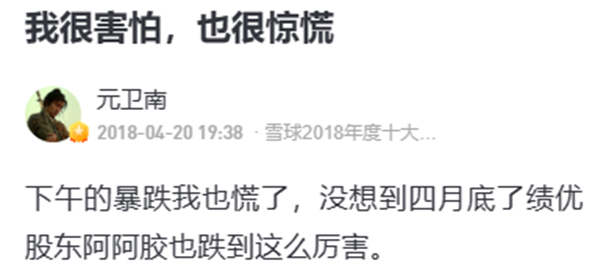 我很害怕，也很惊慌
元卫南
2018-04-20 19:38 · 雪球2018年度十大...
下午的暴跌我也慌了，没想到四月底了绩优
股东阿阿胶也跌到这么厉害。